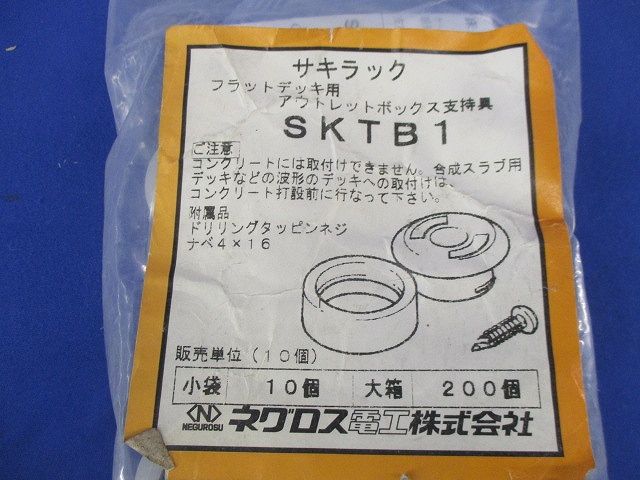 サキラック
フラットデッキ用
アウトレットボックス支持具
SKTB1
ご注意
コンクリートには取付けできません。合成スラブ用
デッキなどの波形のデッキへの取付けは、
コンクリート打設前に行なって下さい。
附属品
ドリリングタッピンネジ
ナベ4×16
販売単位(10個)
小袋 10個 大箱 200個
N NEGUROSU ネグロス電工株式会社